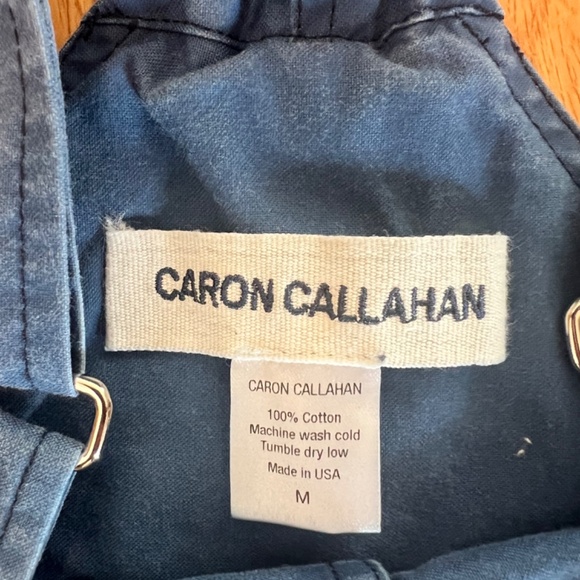 CARON CALLAHAN
CARON CALLAHAN
100% Cotton
Machine wash cold
Tumble dry low
Made in USA
M